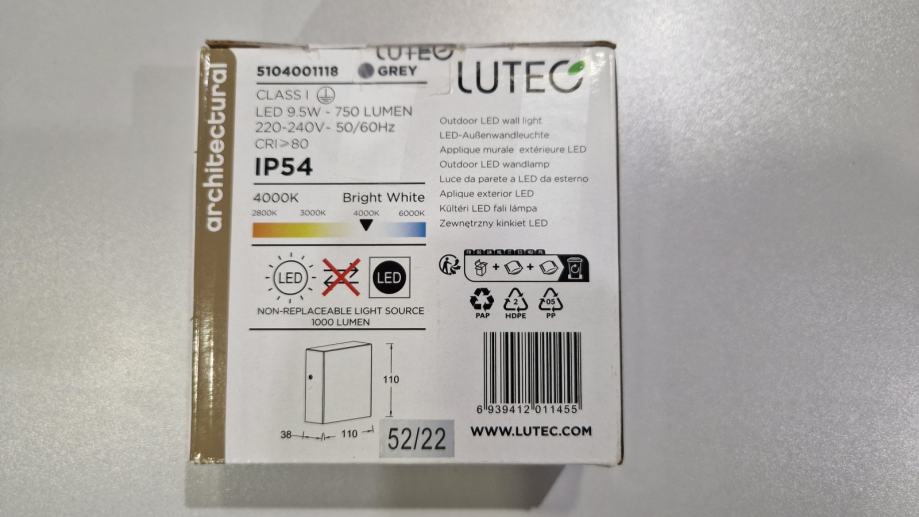 LUTEC
architectural
5104001118 GREY
CLASS I
LED 9.5W - 750 LUMEN
220-240V- 50/60Hz
CRI>80
IP54
4000K Bright White
2800K 3000K 4000K 6000K
LED LED
NON-REPLACEABLE LIGHT SOURCE
1000 LUMEN
110
38 110
52/22
LUTEC
Outdoor LED wall light
LED-Außenwandleuchte
Applique murale extérieure LED
Outdoor LED wandlamp
Luce da parete a LED da esterno
Aplique exterior LED
Kültéri LED fali lámpa
Zewnętrzny kinkiet LED
+ +
2 05
PAP HDPE PP
6 939412 011455
WWW.LUTEC.COM